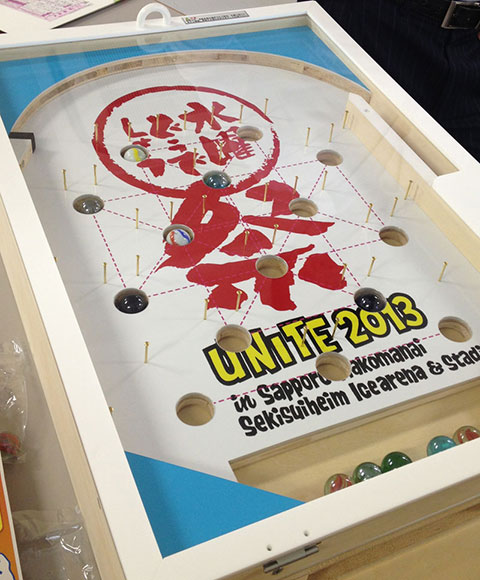 水曜
どうで
しょう
祭
UNITE 2013
in Sapporo Makomanai
Sekisuiheim Icearena & Stadi